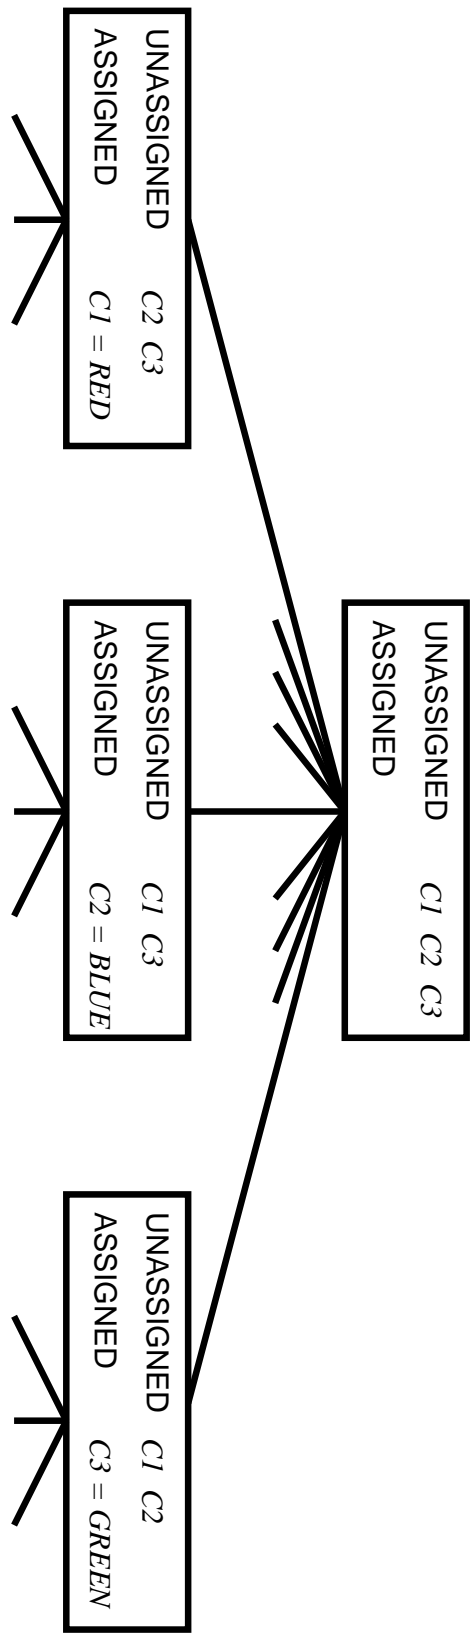 UNASSIGNED C1 C2 C3
ASSIGNED
UNASSIGNED C2 C3
ASSIGNED C1 = RED
UNASSIGNED C1 C3
ASSIGNED C2 = BLUE
UNASSIGNED C1 C2
ASSIGNED C3 = GREEN